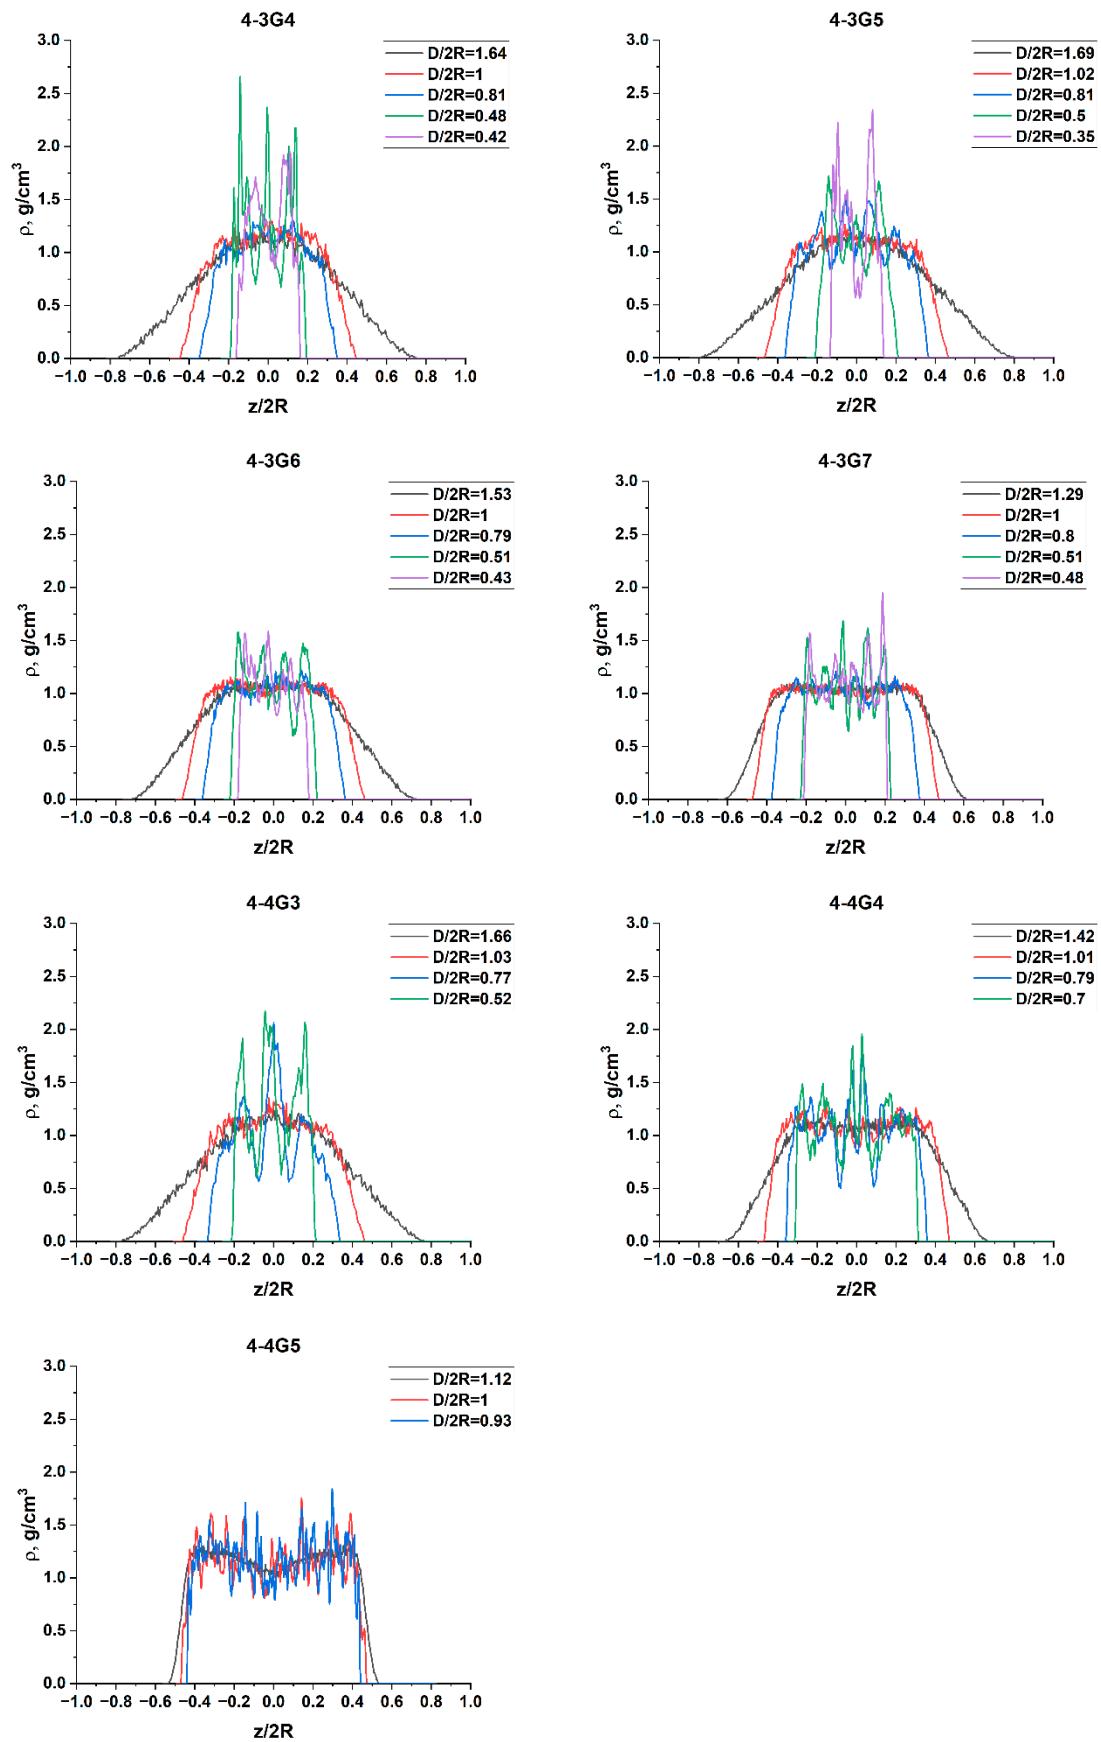 4-3G4
3.0
2.5
2.0
1.5
1.0
0.5
0.0
ρ, g/cm³
D/2R=1.64
D/2R=1
D/2R=0.81
D/2R=0.48
D/2R=0.42
−1.0 −0.8 −0.6 −0.4 −0.2 0.0 0.2 0.4 0.6 0.8 1.0
z/2R
4-3G5
3.0
2.5
2.0
1.5
1.0
0.5
0.0
ρ, g/cm³
D/2R=1.69
D/2R=1.02
D/2R=0.81
D/2R=0.5
D/2R=0.35
−1.0 −0.8 −0.6 −0.4 −0.2 0.0 0.2 0.4 0.6 0.8 1.0
z/2R
4-3G6
3.0
2.5
2.0
1.5
1.0
0.5
0.0
ρ, g/cm³
D/2R=1.53
D/2R=1
D/2R=0.79
D/2R=0.51
D/2R=0.43
−1.0 −0.8 −0.6 −0.4 −0.2 0.0 0.2 0.4 0.6 0.8 1.0
z/2R
4-3G7
3.0
2.5
2.0
1.5
1.0
0.5
0.0
ρ, g/cm³
D/2R=1.29
D/2R=1
D/2R=0.8
D/2R=0.51
D/2R=0.48
−1.0 −0.8 −0.6 −0.4 −0.2 0.0 0.2 0.4 0.6 0.8 1.0
z/2R
4-4G3
3.0
2.5
2.0
1.5
1.0
0.5
0.0
ρ, g/cm³
D/2R=1.66
D/2R=1.03
D/2R=0.77
D/2R=0.52
−1.0 −0.8 −0.6 −0.4 −0.2 0.0 0.2 0.4 0.6 0.8 1.0
z/2R
4-4G4
3.0
2.5
2.0
1.5
1.0
0.5
0.0
ρ, g/cm³
D/2R=1.42
D/2R=1.01
D/2R=0.79
D/2R=0.7
−1.0 −0.8 −0.6 −0.4 −0.2 0.0 0.2 0.4 0.6 0.8 1.0
z/2R
4-4G5
3.0
2.5
2.0
1.5
1.0
0.5
0.0
ρ, g/cm³
D/2R=1.12
D/2R=1
D/2R=0.93
−1.0 −0.8 −0.6 −0.4 −0.2 0.0 0.2 0.4 0.6 0.8 1.0
z/2R